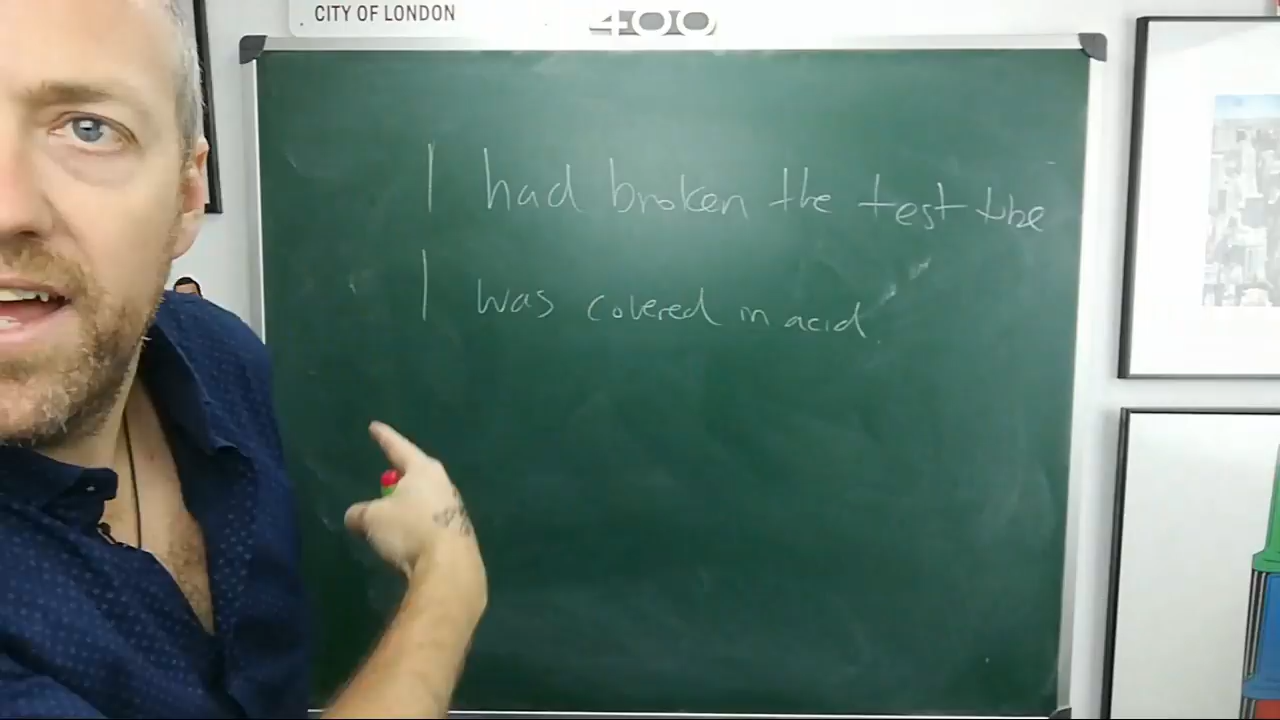 CITY OF LONDON
400
I had broken the test tube
I was covered in acid.